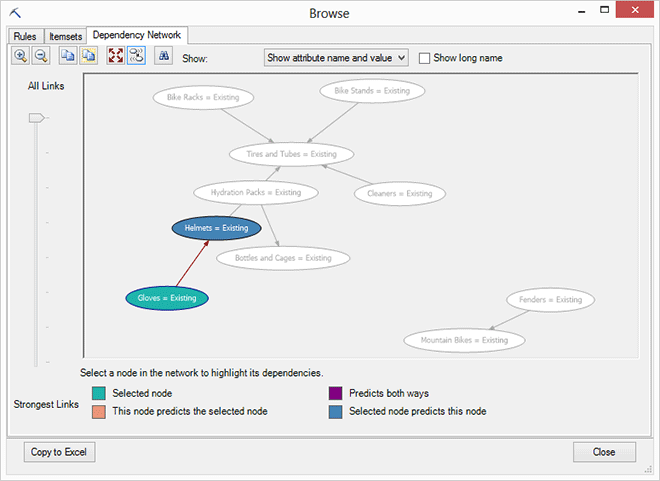 Browse
Rules Itemsets Dependency Network
Show: Show attribute name and value Show long name
All Links
Bike Racks = Existing
Bike Stands = Existing
Tires and Tubes = Existing
Hydration Packs = Existing
Cleaners = Existing
Helmets = Existing
Bottles and Cages = Existing
Gloves = Existing
Fenders = Existing
Mountain Bikes = Existing
Select a node in the network to highlight its dependencies.
Selected node Predicts both ways
Strongest Links This node predicts the selected node Selected node predicts this node
Copy to Excel Close